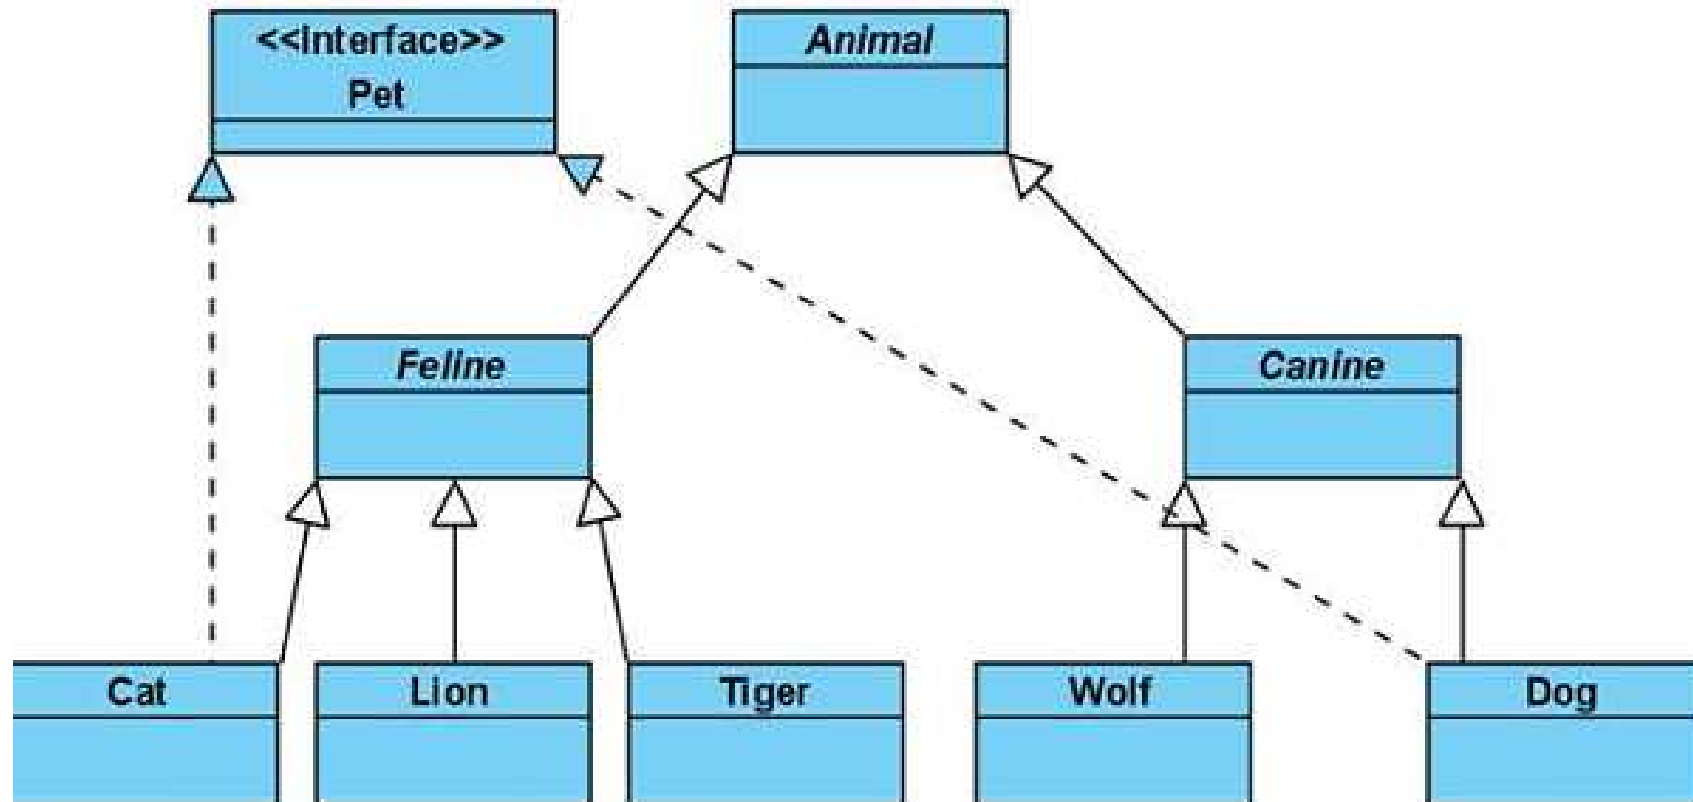 <<Interface>>
Pet
Animal
Feline
Canine
Cat
Lion
Tiger
Wolf
Dog